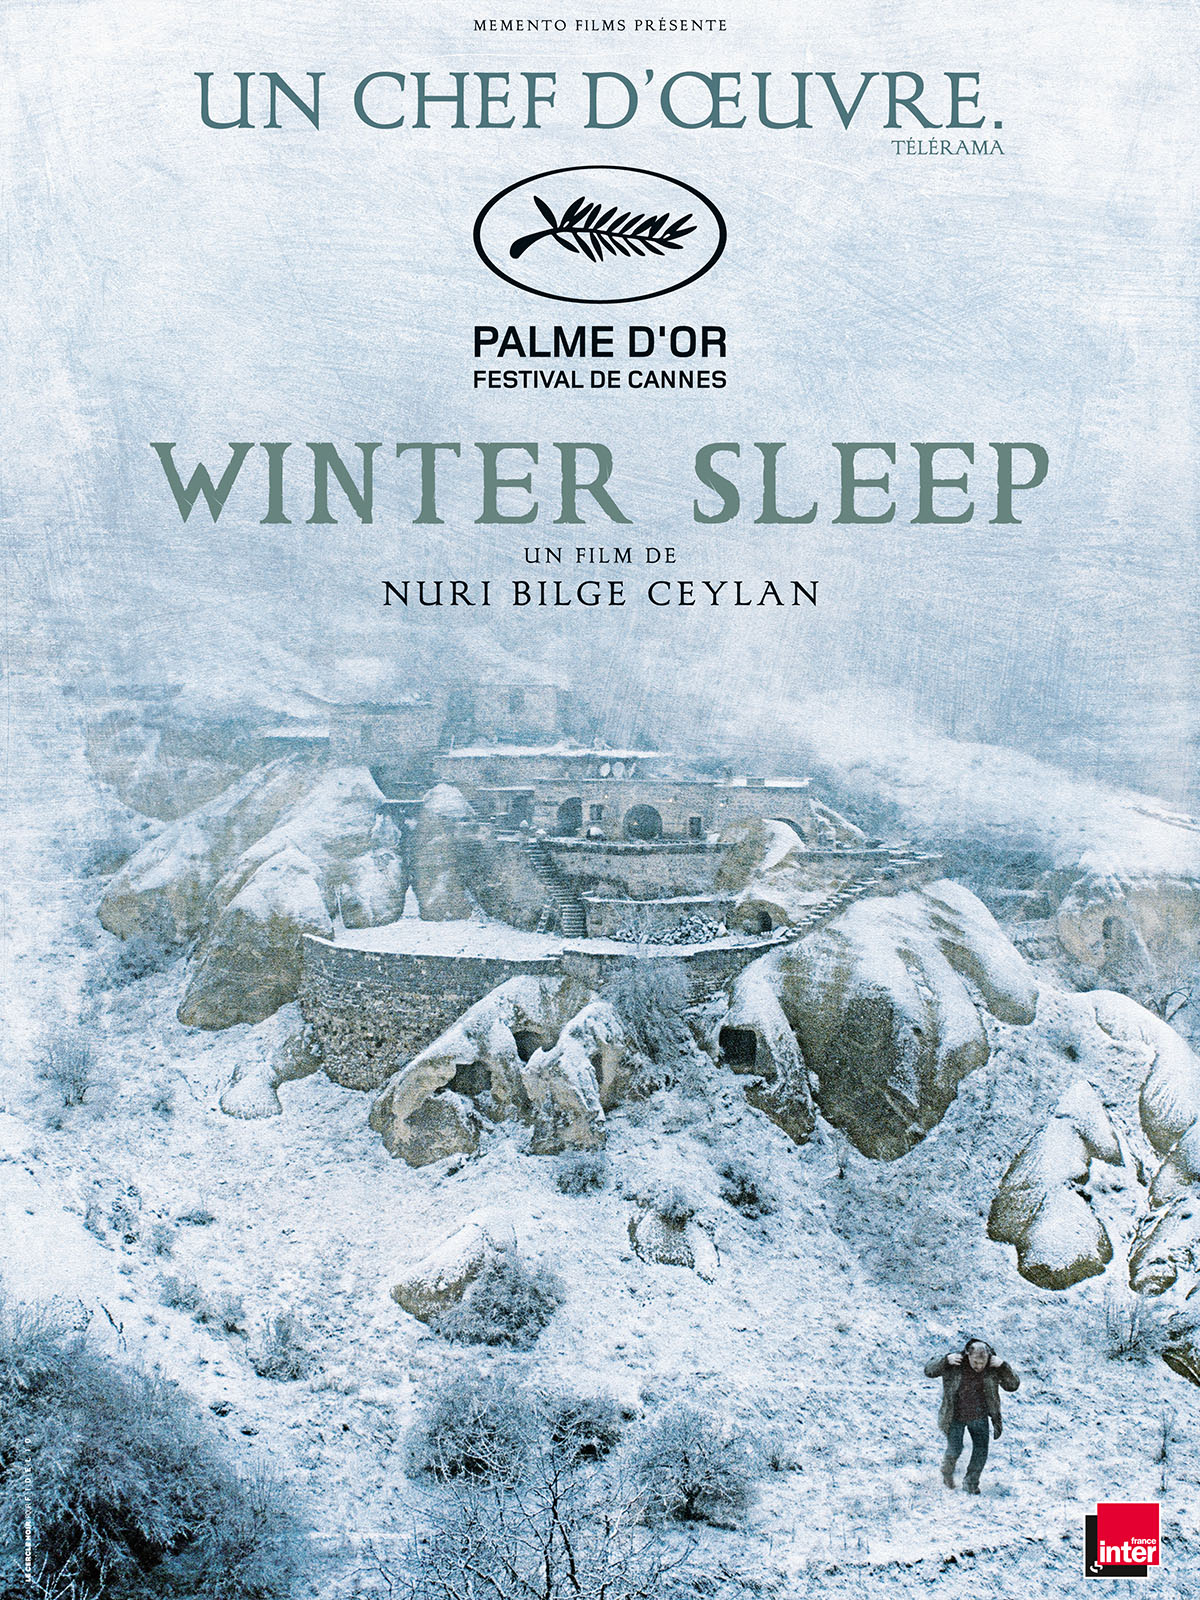 MEMENTO FILMS PRÉSENTE
UN CHEF D'ŒUVRE.
TÉLÉRAMA
PALME D'OR
FESTIVAL DE CANNES
WINTER SLEEP
UN FILM DE
NURI BILGE CEYLAN
france
inter